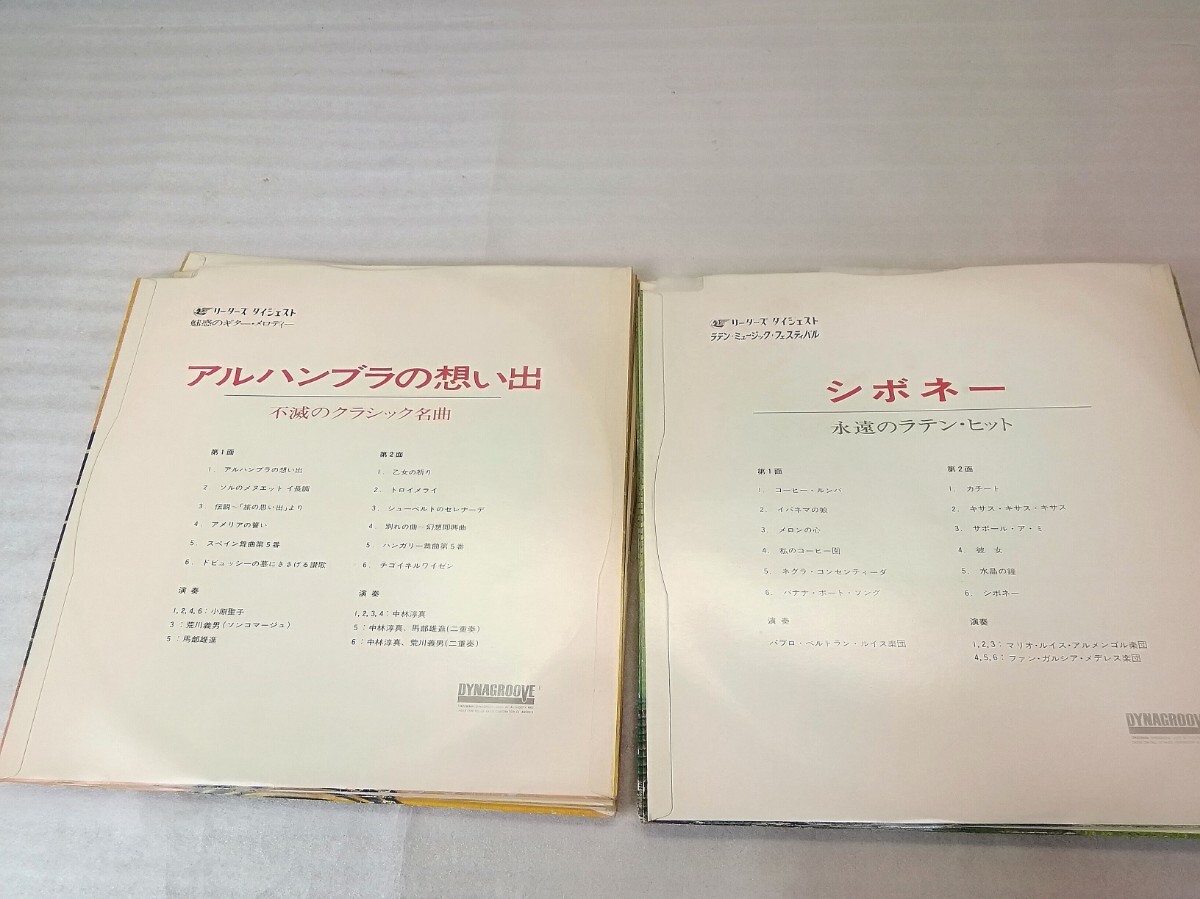 リーダーズ ダイジェスト
魅惑のギター・メロディー
アルハンブラの想い出
不滅のクラシック名曲
第1面
1. アルハンブラの想い出
2. ソルのメヌエット イ長調
3. 伝説〜「旅の思い出」より
4. アメリアの誓い
5. スペイン舞曲第5番
6. ドビュッシーの墓にささげる讃歌
演奏
1,2,4,6:小原聖子
3:荒川義男(ソンコマージュ)
5:馬郡雄進
第2面
1. 乙女の祈り
2. トロイメライ
3. シューベルトのセレナーデ
4. 別れの曲〜幻想即興曲
5. ハンガリー舞曲第5番
6. チゴイネルワイゼン
演奏
1,2,3,4:中林淳真
5:中林淳真、馬郡雄進(二重奏)
6:中林淳真、荒川義男(二重奏)
DYNAGROOVE
リーダーズ ダイジェスト
ラテン・ミュージック・フェスティバル
シボネー
永遠のラテン・ヒット
第1面
1. コーヒー・ルンバ
2. イパネマの娘
3. メロンの心
4. 私のコーヒー園
5. ネグラ・コンセンティーダ
6. バナナ・ボート・ソング
演奏
パブロ・ベルトラン・ルイス楽団
第2面
1. カチート
2. キサス・キサス・キサス
3. サボール・ア・ミ
4. 彼女
5. 水晶の鐘
6. シボネー
演奏
1,2,3:マリオ・ルイス・アルメンゴル楽団
4,5,6:ファン・ガルシア・メデレス楽団
DYNAGROOVE